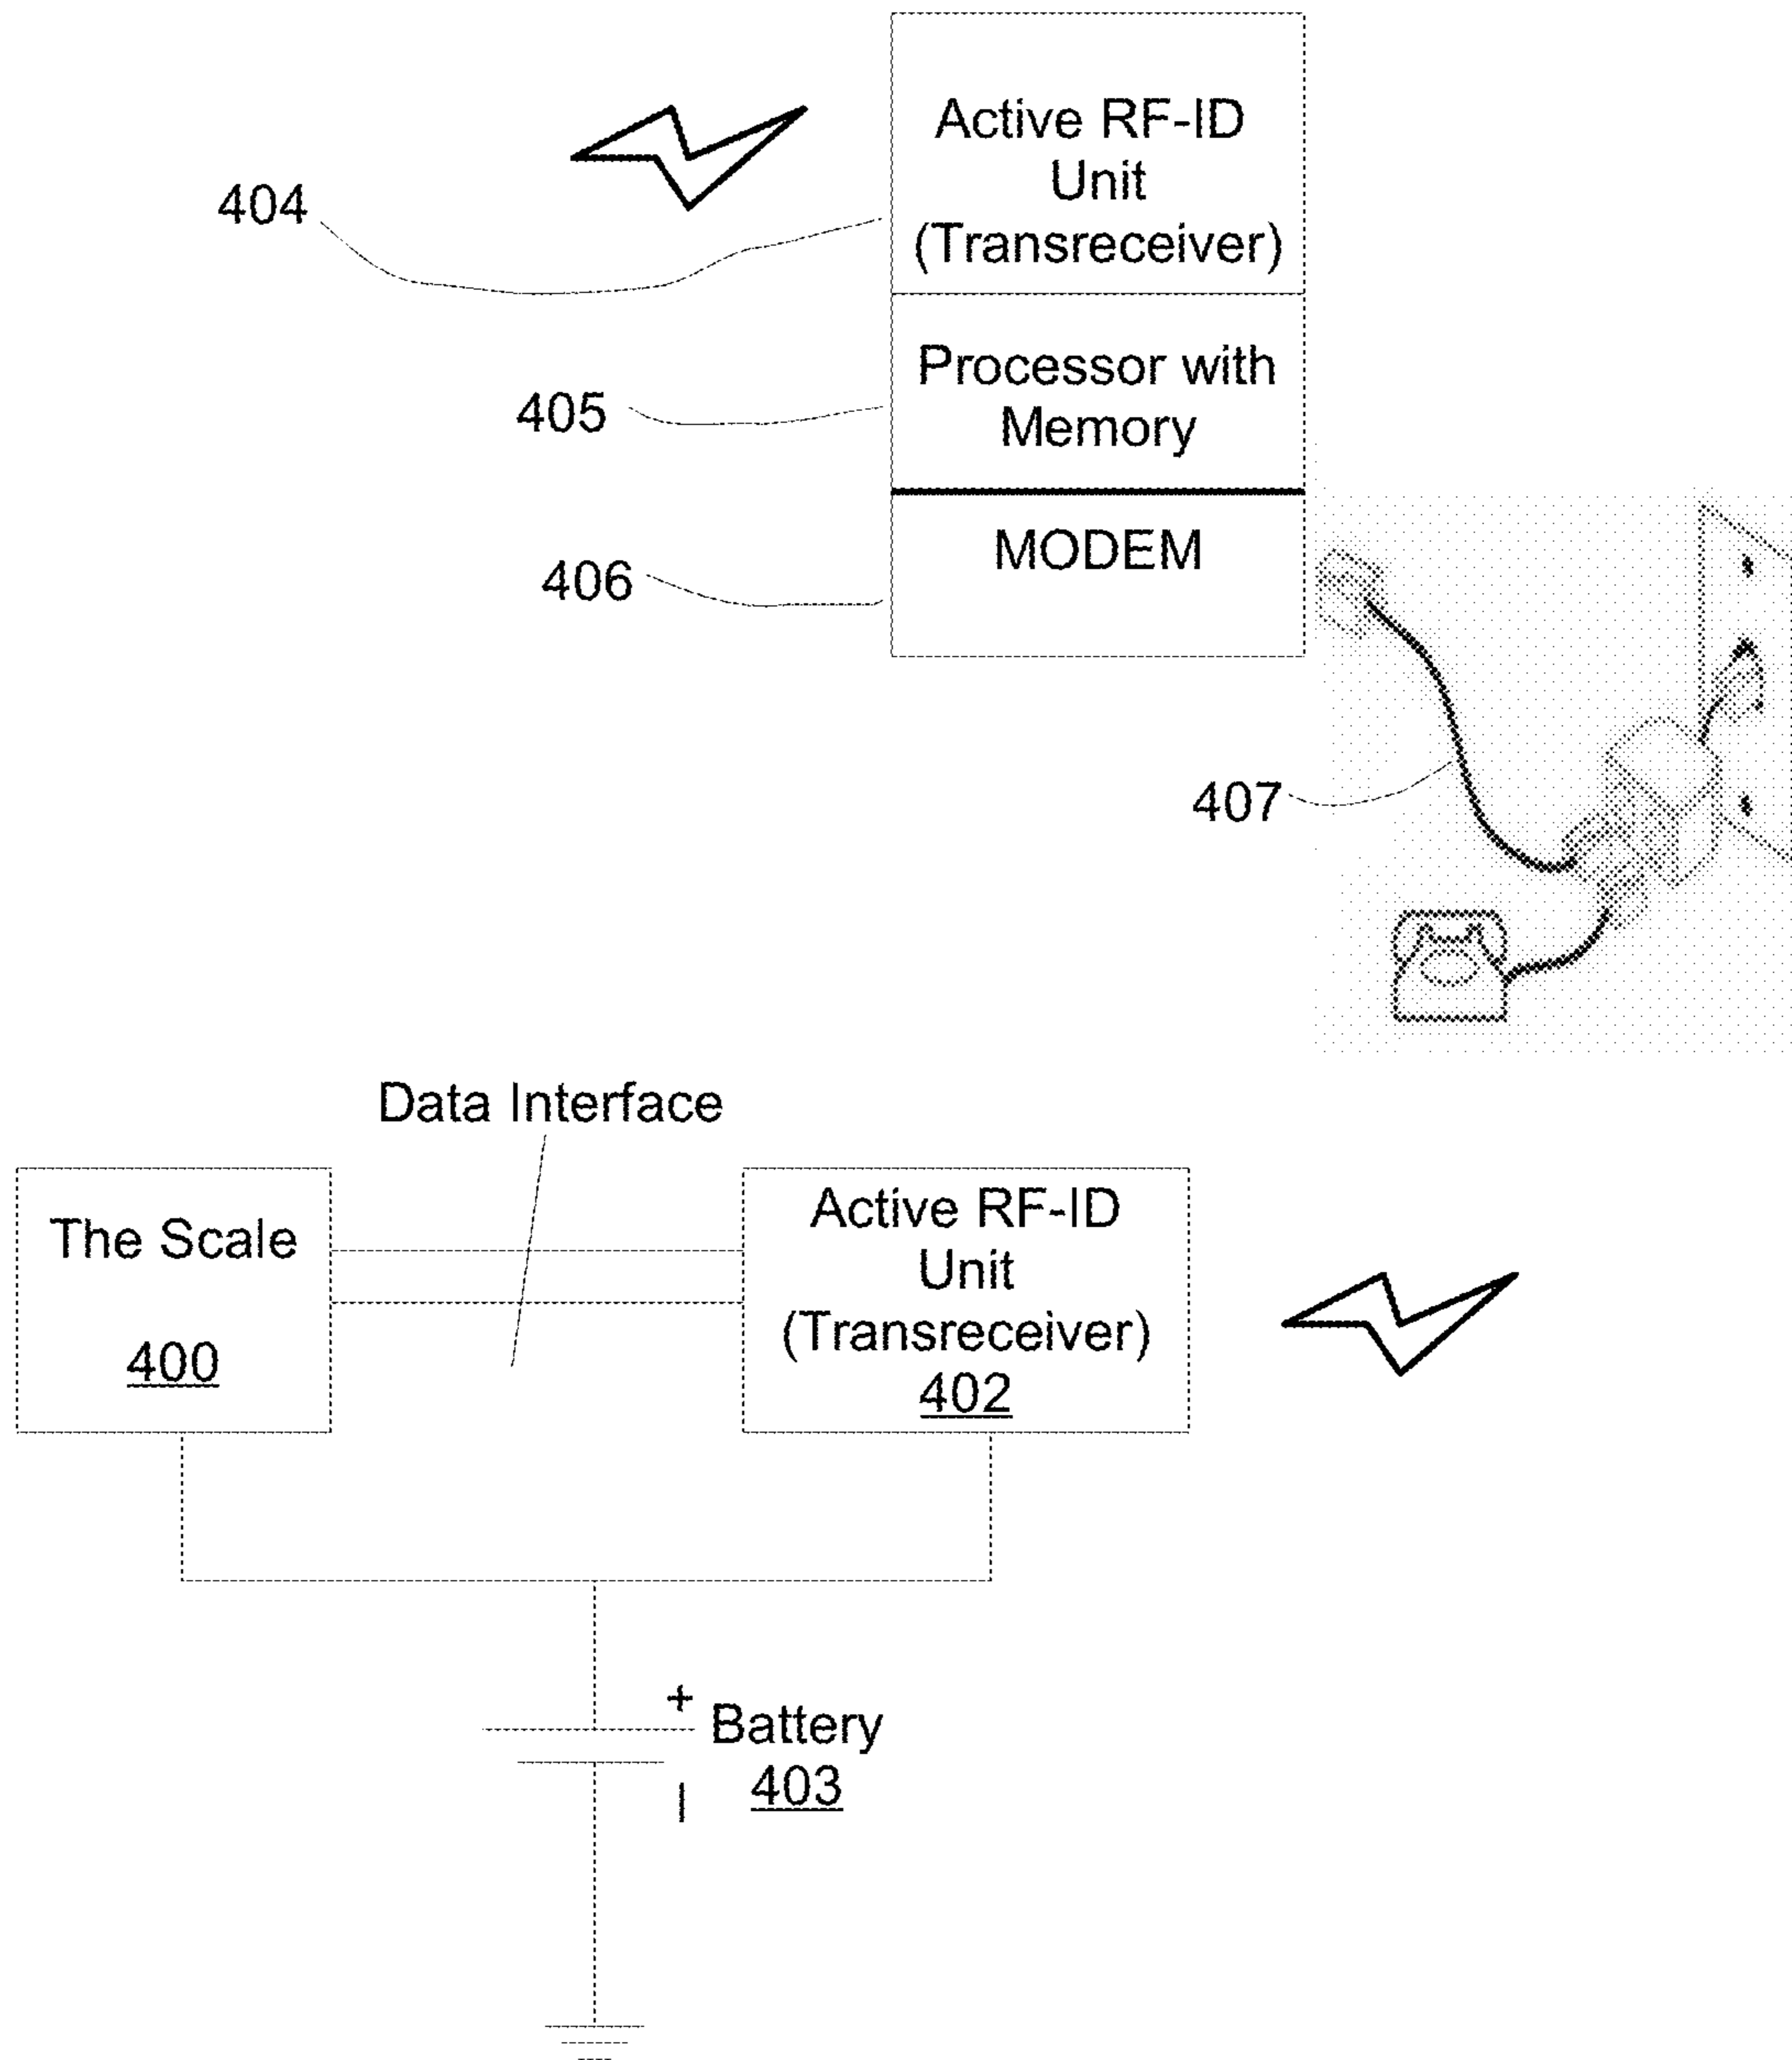 Active RF-ID
Unit
(Transreceiver)
404
Processor with
Memory
405
MODEM
406
407
Data Interface
The Scale
400
Active RF-ID
Unit
(Transreceiver)
402
+
Battery
403
|